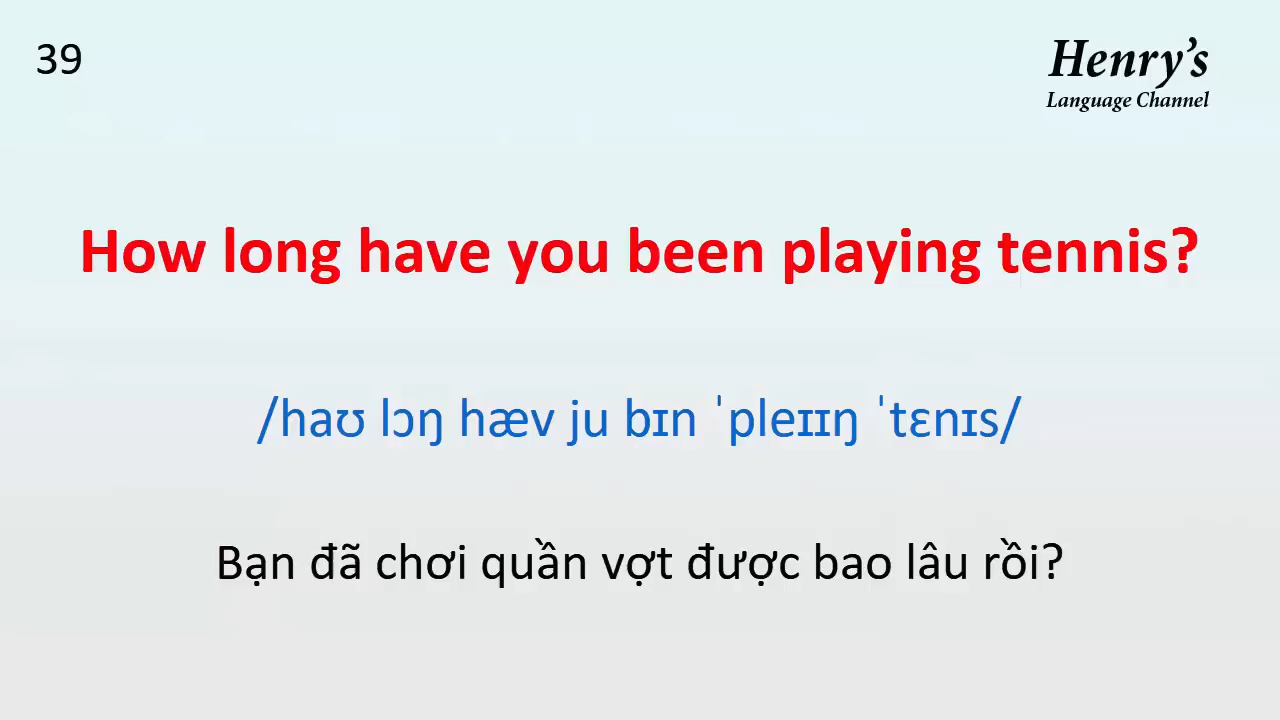 39
Henry's
Language Channel
How long have you been playing tennis?
/haʊ lɔŋ hæv ju bɪn ˈpleɪɪŋ ˈtɛnɪs/
Bạn đã chơi quần vợt được bao lâu rồi?